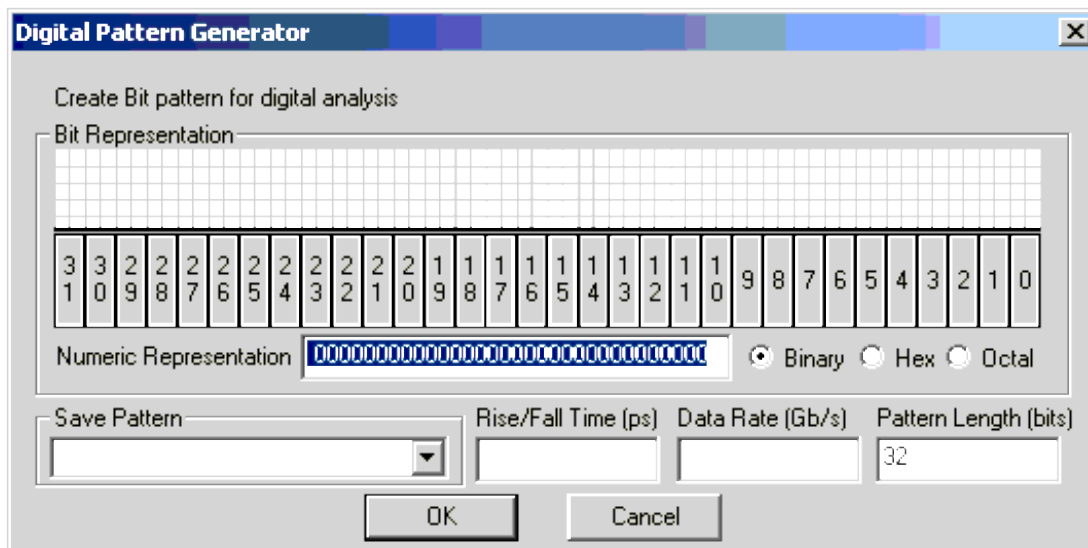 Digital Pattern Generator
Create Bit pattern for digital analysis
Bit Representation
31 30 29 28 27 26 25 24 23 22 21 20 19 18 17 16 15 14 13 12 11 10 9 8 7 6 5 4 3 2 1 0
Numeric Representation 00000000000000000000000000000000 Binary Hex Octal
Save Pattern Rise/Fall Time (ps) Data Rate (Gb/s) Pattern Length (bits)
32
OK Cancel